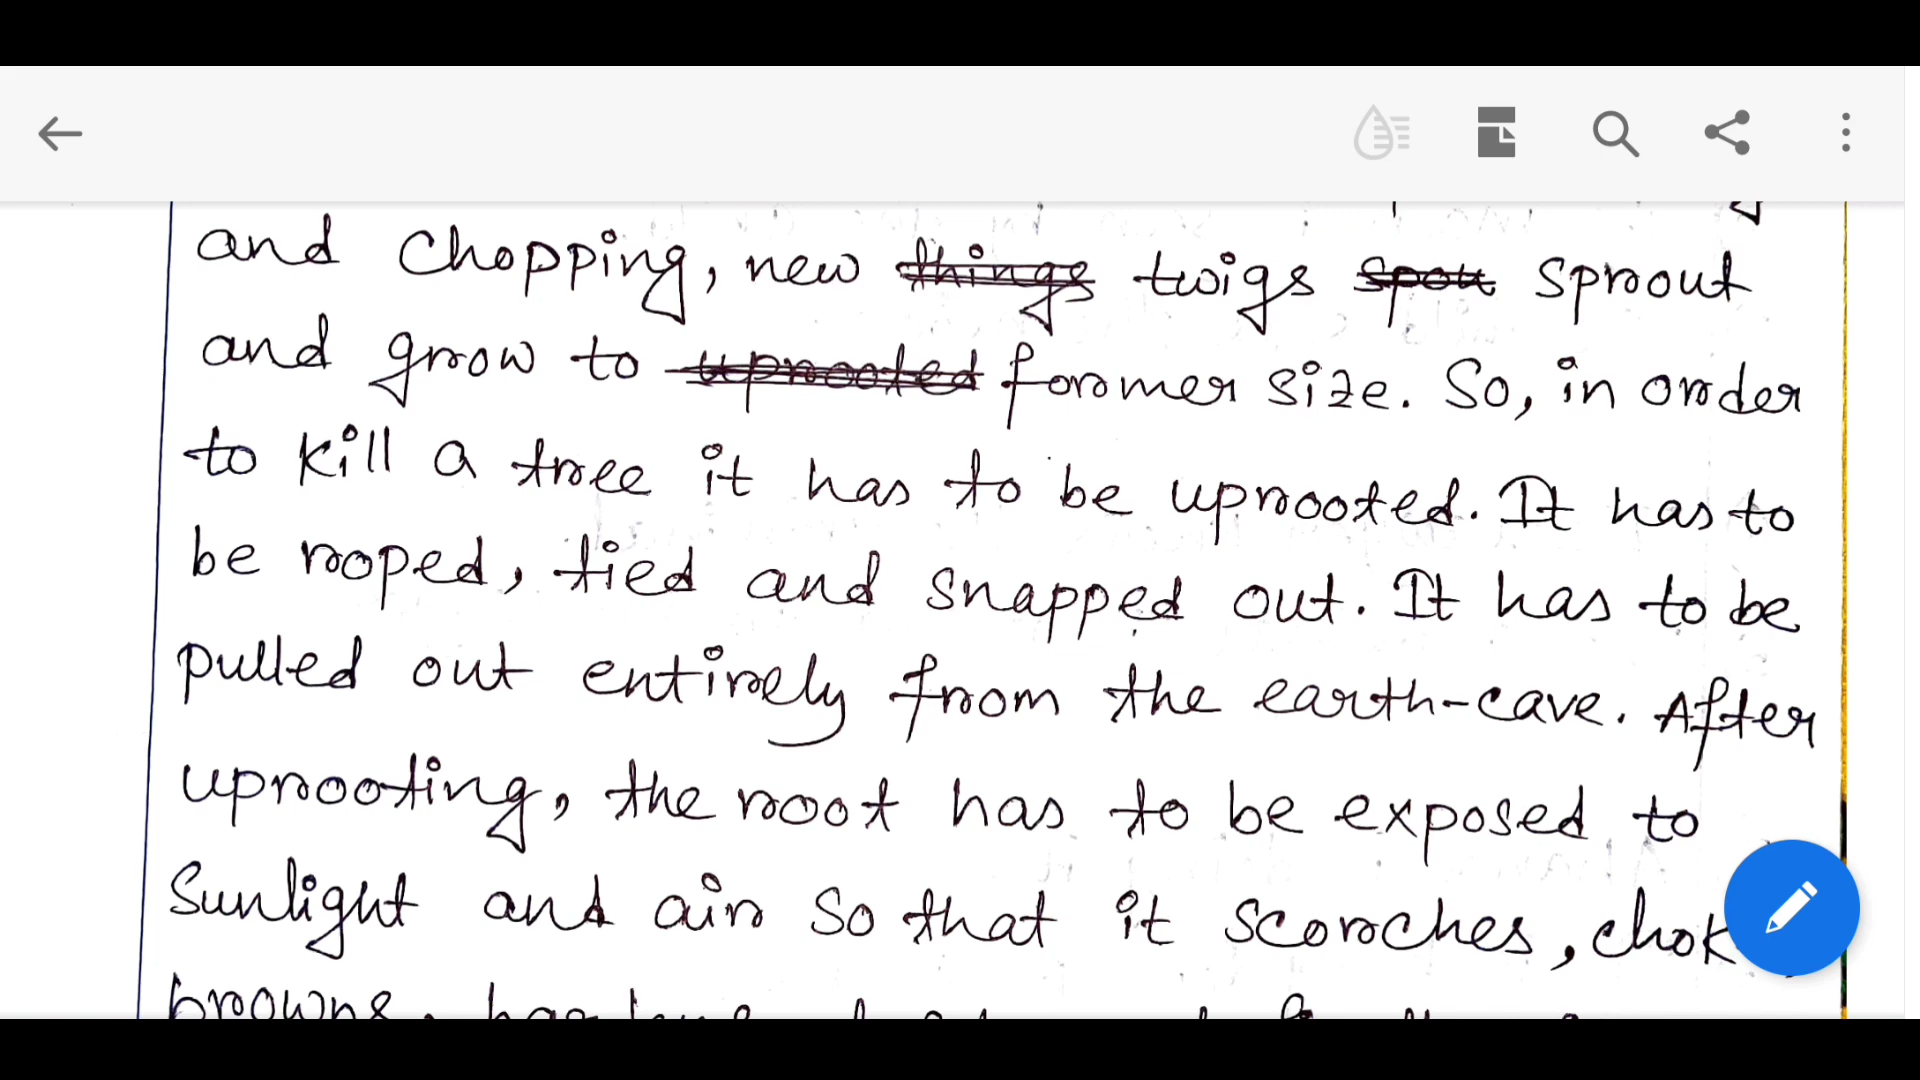 and chopping, new things twigs spou sprout
and grow to uprooted former size. So, in order
to kill a tree it has to be uprooted. It has to
be roped, tied and snapped out. It has to be
pulled out entirely from the earth-cave. After
uprooting, the root has to be exposed to
sunlight and air so that it scorches, chok
browns,